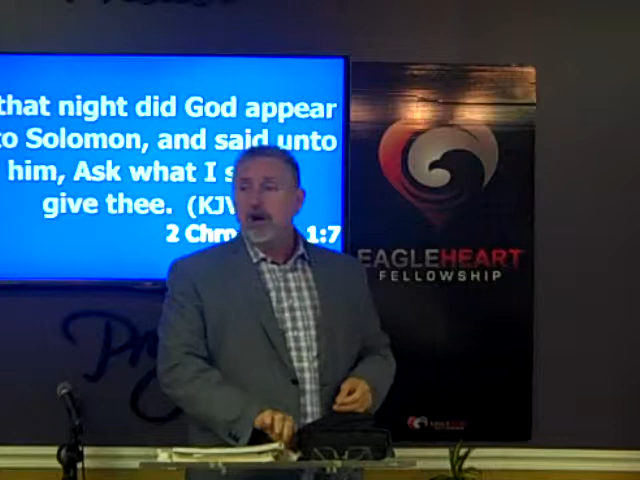 that night did God appear
to Solomon, and said unto
him, Ask what I
give thee. (KJV
2 Chro 1:7
EAGLEHEART
FELLOWSHIP